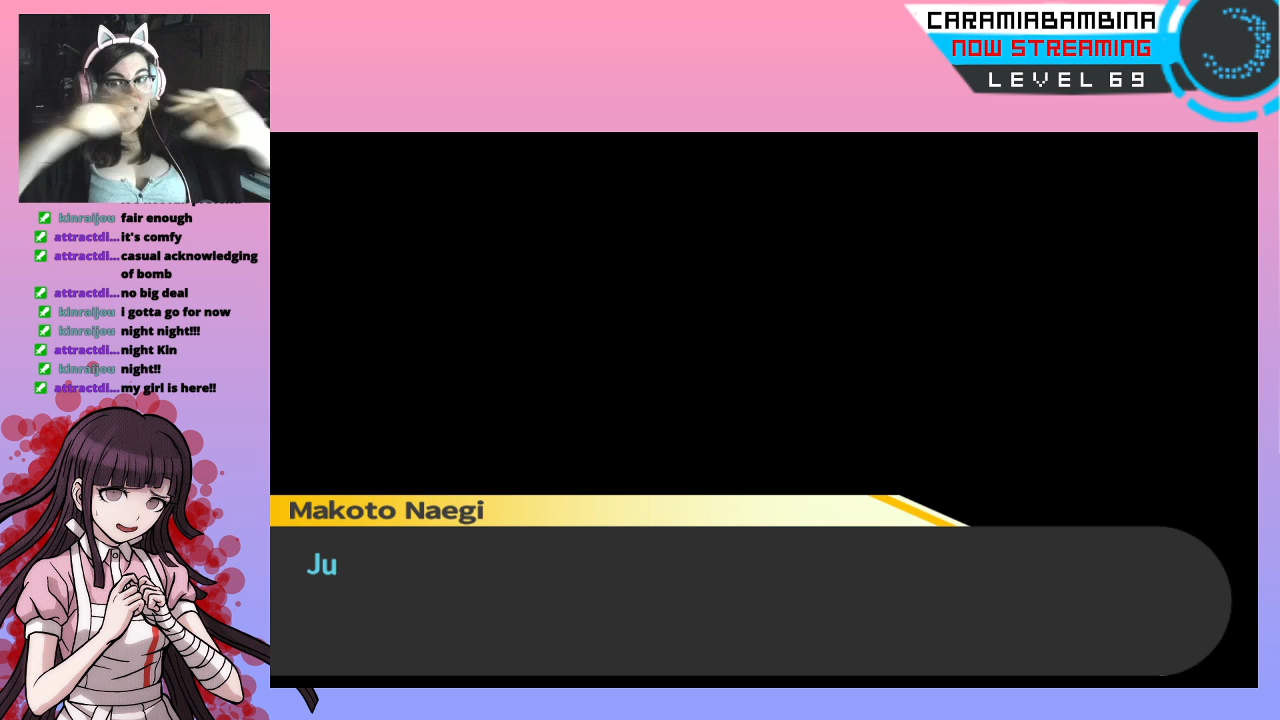 CARAMIABAMBINA
NOW STREAMING
LEVEL 69
kinraijou fair enough
attractdi... it's comfy
attractdi... casual acknowledging
of bomb
attractdi... no big deal
kinraijou i gotta go for now
kinraijou night night!!!
attractdi... night Kin
kinraijou night!!
attractdi... my girl is here!!
Makoto Naegi
Ju